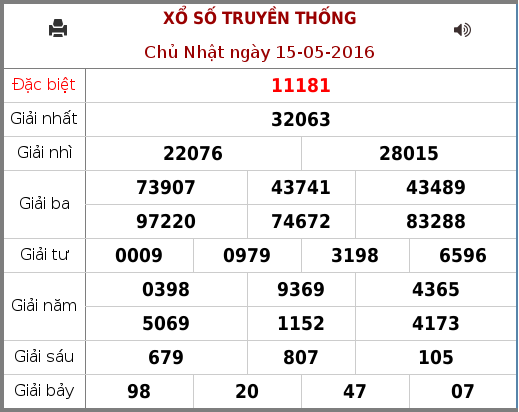 XỔ SỐ TRUYỀN THỐNG
Chủ Nhật ngày 15-05-2016
Đặc biệt 11181
Giải nhất 32063
Giải nhì 22076 28015
Giải ba 73907 43741 43489
97220 74672 83288
Giải tư 0009 0979 3198 6596
Giải năm 0398 9369 4365
5069 1152 4173
Giải sáu 679 807 105
Giải bảy 98 20 47 07